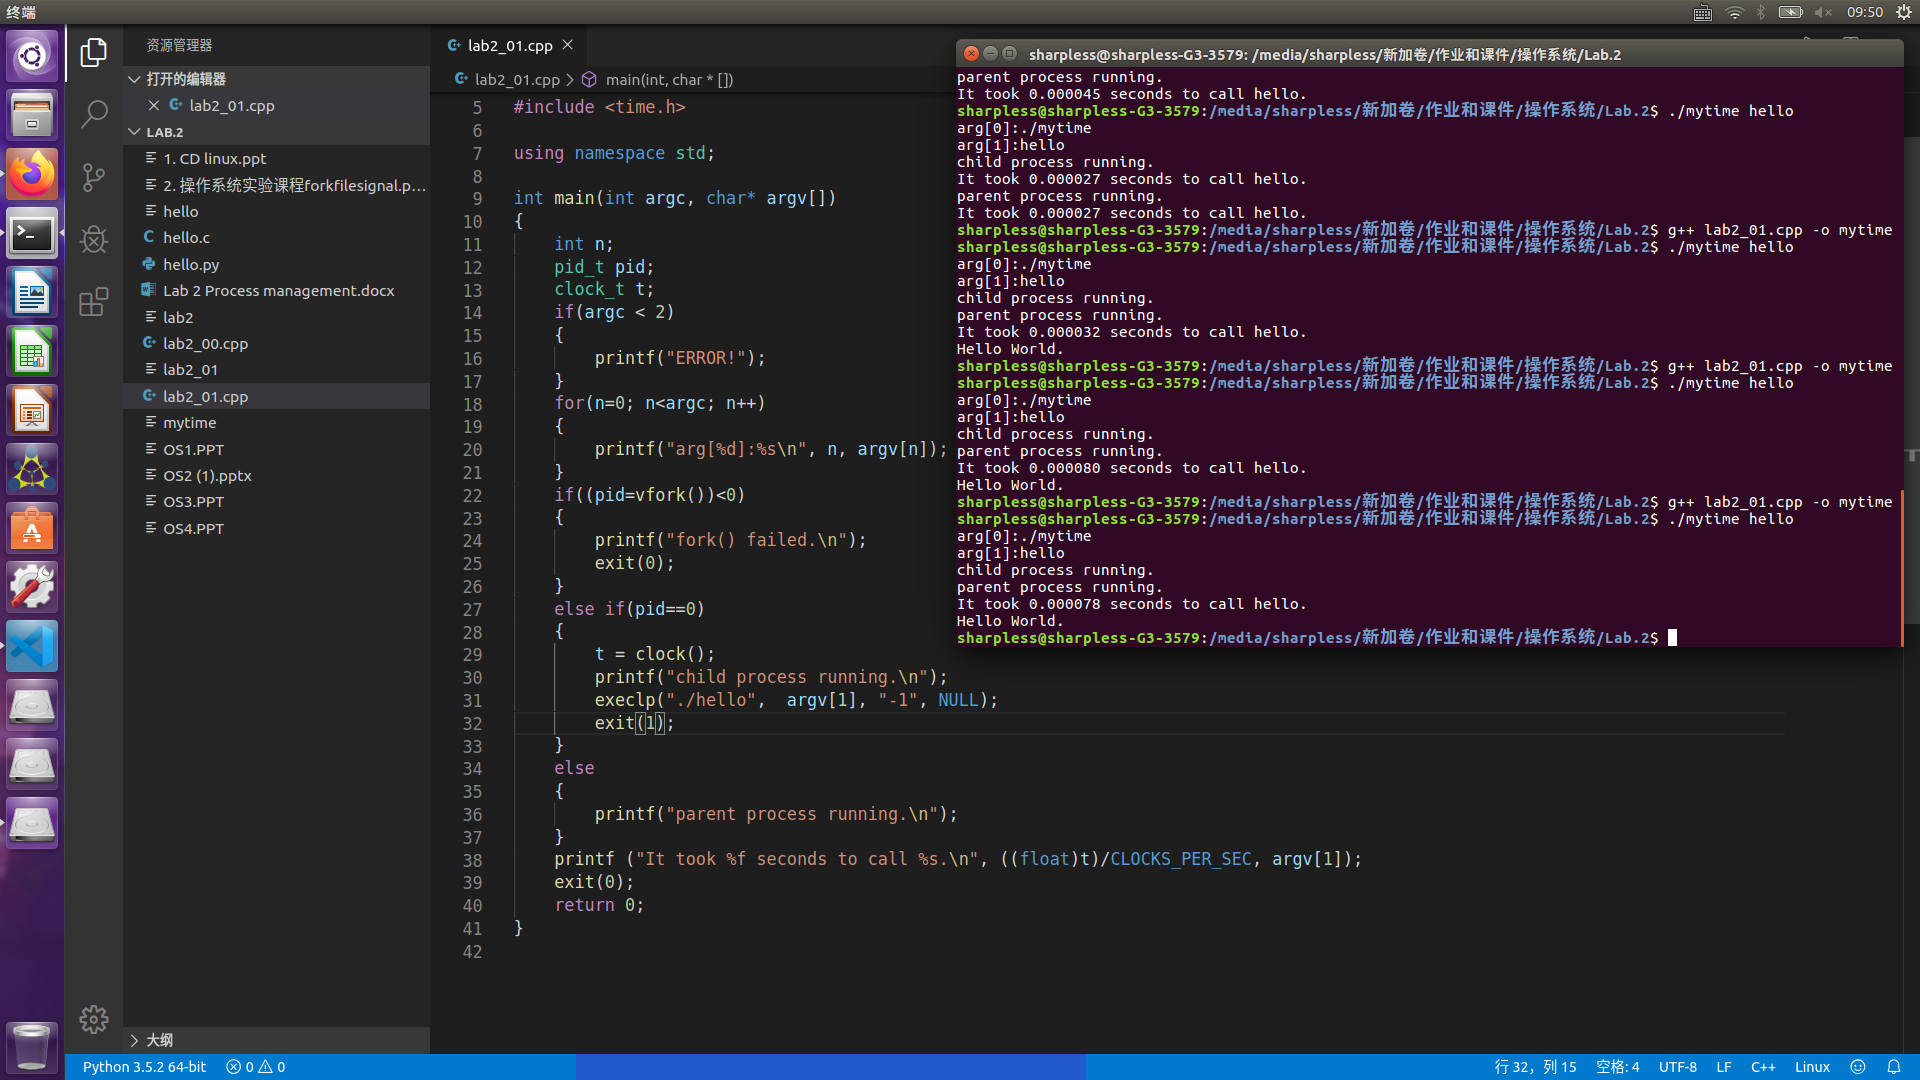 终端
09:50
资源管理器
打开的编辑器
lab2_01.cpp
LAB.2
1. CD linux.ppt
2. 操作系统实验课程forkfilesignal.p...
hello
hello.c
hello.py
Lab 2 Process management.docx
lab2
lab2_00.cpp
lab2_01
lab2_01.cpp
mytime
OS1.PPT
OS2 (1).pptx
OS3.PPT
OS4.PPT
大纲
lab2_01.cpp
lab2_01.cpp > main(int, char * [])
5 #include <time.h>
6
7 using namespace std;
8
9 int main(int argc, char* argv[])
10 {
11 int n;
12 pid_t pid;
13 clock_t t;
14 if(argc < 2)
15 {
16 printf("ERROR!");
17 }
18 for(n=0; n<argc; n++)
19 {
20 printf("arg[%d]:%s\n", n, argv[n]);
21 }
22 if((pid=vfork())<0)
23 {
24 printf("fork() failed.\n");
25 exit(0);
26 }
27 else if(pid==0)
28 {
29 t = clock();
30 printf("child process running.\n");
31 execlp("./hello",  argv[1], "-1", NULL);
32 exit(1);
33 }
34 else
35 {
36 printf("parent process running.\n");
37 }
38 printf ("It took %f seconds to call %s.\n", ((float)t)/CLOCKS_PER_SEC, argv[1]);
39 exit(0);
40 return 0;
41 }
42
sharpless@sharpless-G3-3579: /media/sharpless/新加卷/作业和课件/操作系统/Lab.2
parent process running.
It took 0.000045 seconds to call hello.
sharpless@sharpless-G3-3579:/media/sharpless/新加卷/作业和课件/操作系统/Lab.2$ ./mytime hello
arg[0]:./mytime
arg[1]:hello
child process running.
It took 0.000027 seconds to call hello.
parent process running.
It took 0.000027 seconds to call hello.
sharpless@sharpless-G3-3579:/media/sharpless/新加卷/作业和课件/操作系统/Lab.2$ g++ lab2_01.cpp -o mytime
sharpless@sharpless-G3-3579:/media/sharpless/新加卷/作业和课件/操作系统/Lab.2$ ./mytime hello
arg[0]:./mytime
arg[1]:hello
child process running.
parent process running.
It took 0.000032 seconds to call hello.
Hello World.
sharpless@sharpless-G3-3579:/media/sharpless/新加卷/作业和课件/操作系统/Lab.2$ g++ lab2_01.cpp -o mytime
sharpless@sharpless-G3-3579:/media/sharpless/新加卷/作业和课件/操作系统/Lab.2$ ./mytime hello
arg[0]:./mytime
arg[1]:hello
child process running.
parent process running.
It took 0.000080 seconds to call hello.
Hello World.
sharpless@sharpless-G3-3579:/media/sharpless/新加卷/作业和课件/操作系统/Lab.2$ g++ lab2_01.cpp -o mytime
sharpless@sharpless-G3-3579:/media/sharpless/新加卷/作业和课件/操作系统/Lab.2$ ./mytime hello
arg[0]:./mytime
arg[1]:hello
child process running.
parent process running.
It took 0.000078 seconds to call hello.
Hello World.
sharpless@sharpless-G3-3579:/media/sharpless/新加卷/作业和课件/操作系统/Lab.2$
Python 3.5.2 64-bit 0 0 行 32，列 15 空格: 4 UTF-8 LF C++ Linux